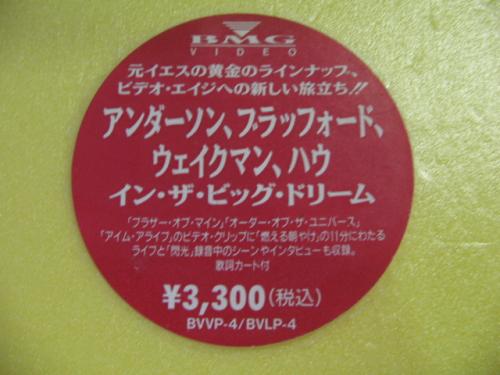 BMG
VIDEO
元イエスの黄金のラインナップ、
ビデオ・エイジへの新しい旅立ち!!
アンダーソン、ブラッフォード、
ウェイクマン、ハウ
イン・ザ・ビッグ・ドリーム
「ブラザー・オブ・マイン」「オーダー・オブ・ザ・ユニバース」
「アイム・アライブ」のビデオ・クリップに「燃える朝やけ」の11分にわたる
ライブと「閃光」録音中のシーンやインタビューも収録。
歌詞カード付
¥3,300(税込)
BVVP-4/BVLP-4